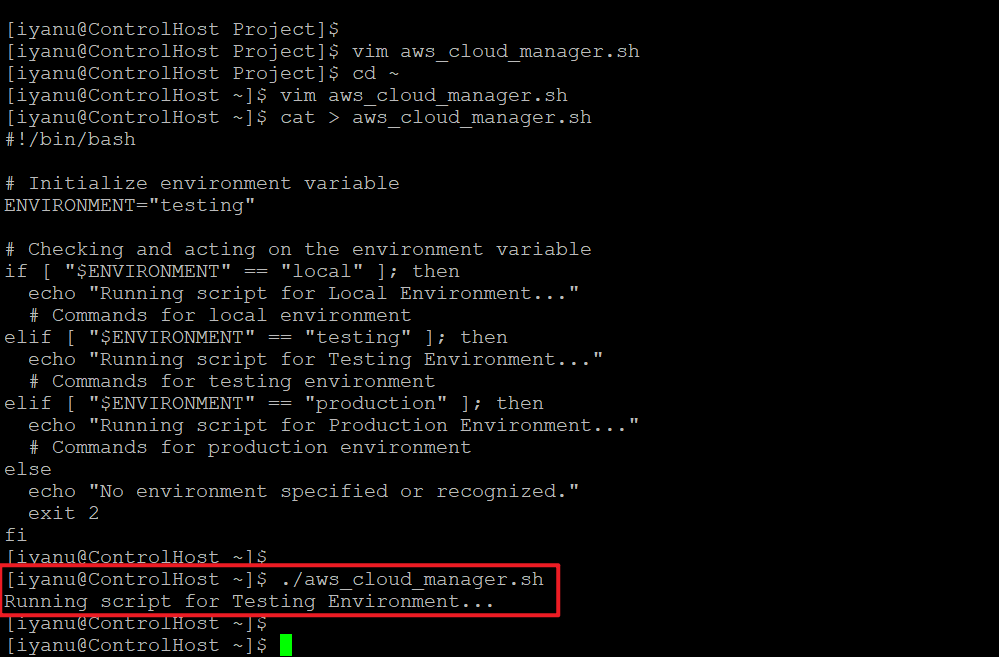 [iyanu@ControlHost Project]$
[iyanu@ControlHost Project]$ vim aws_cloud_manager.sh
[iyanu@ControlHost Project]$ cd ~
[iyanu@ControlHost ~]$ vim aws_cloud_manager.sh
[iyanu@ControlHost ~]$ cat > aws_cloud_manager.sh
#!/bin/bash

# Initialize environment variable
ENVIRONMENT="testing"

# Checking and acting on the environment variable
if [ "$ENVIRONMENT" == "local" ]; then
  echo "Running script for Local Environment..."
  # Commands for local environment
elif [ "$ENVIRONMENT" == "testing" ]; then
  echo "Running script for Testing Environment..."
  # Commands for testing environment
elif [ "$ENVIRONMENT" == "production" ]; then
  echo "Running script for Production Environment..."
  # Commands for production environment
else
  echo "No environment specified or recognized."
  exit 2
fi
[iyanu@ControlHost ~]$
[iyanu@ControlHost ~]$ ./aws_cloud_manager.sh
Running script for Testing Environment...
[iyanu@ControlHost ~]$
[iyanu@ControlHost ~]$